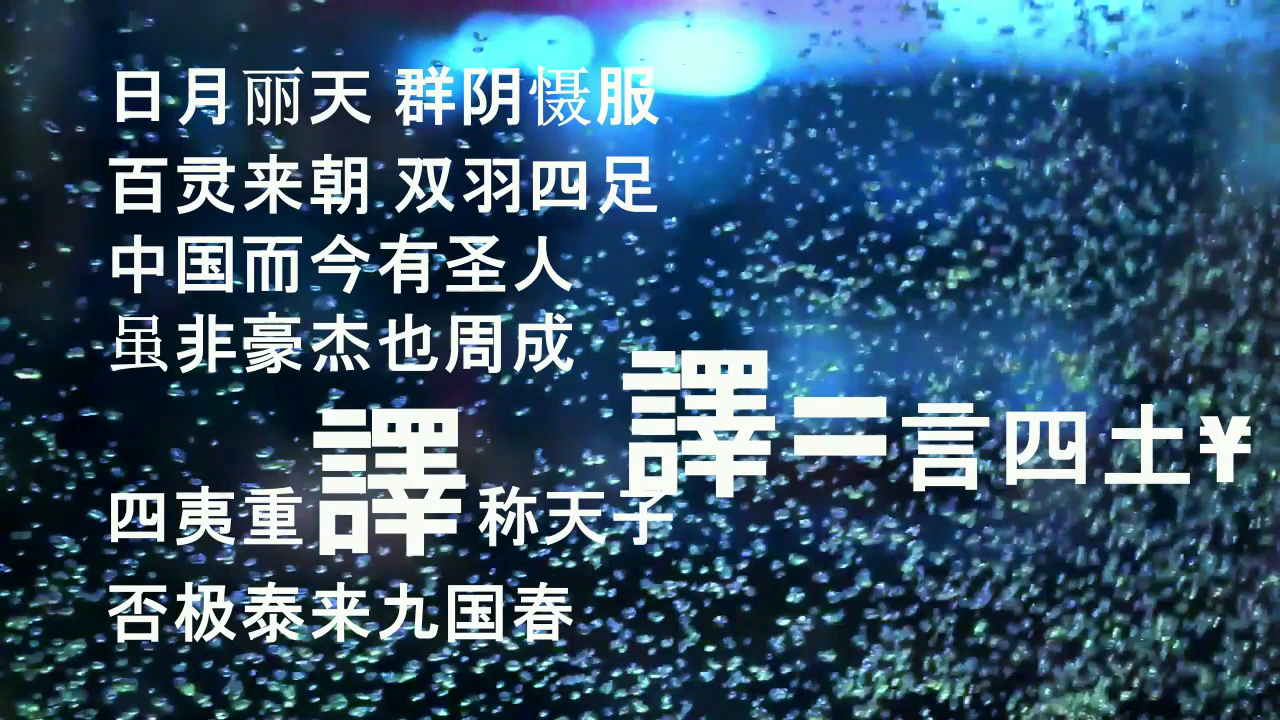 日月丽天 群阴慑服
百灵来朝 双羽四足
中国而今有圣人
虽非豪杰也周成
譯=言四土¥
四夷重譯称天子
否极泰来九国春